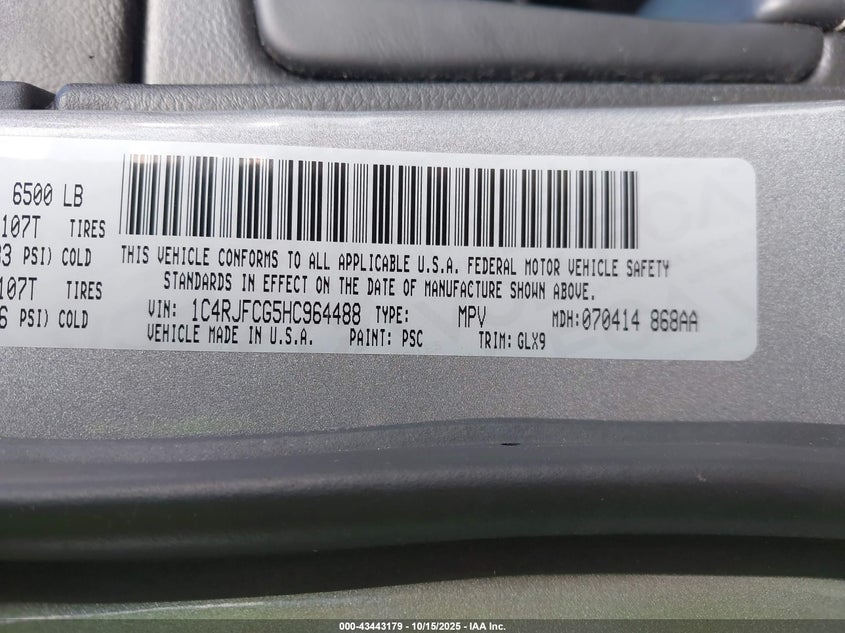 6500 LB
107T TIRES
PSI) COLD
107T TIRES
PSI) COLD
THIS VEHICLE CONFORMS TO ALL APPLICABLE U.S.A. FEDERAL MOTOR VEHICLE SAFETY
STANDARDS IN EFFECT ON THE DATE OF MANUFACTURE SHOWN ABOVE.
VIN: 1C4RJFCG5HC964488 TYPE: MPV MDH: 070414 868AA
VEHICLE MADE IN U.S.A. PAINT: PSC TRIM: GLX9
000-43443179 - 10/15/2025 - IAA Inc.